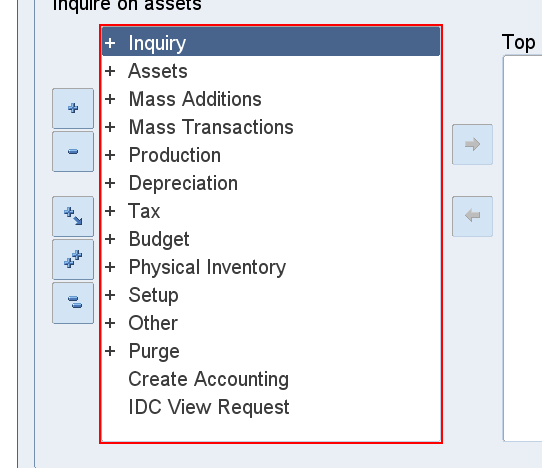 Inquire on assets
Top
+ Inquiry
+ Assets
+ Mass Additions
+ Mass Transactions
+ Production
+ Depreciation
+ Tax
+ Budget
+ Physical Inventory
+ Setup
+ Other
+ Purge
Create Accounting
IDC View Request